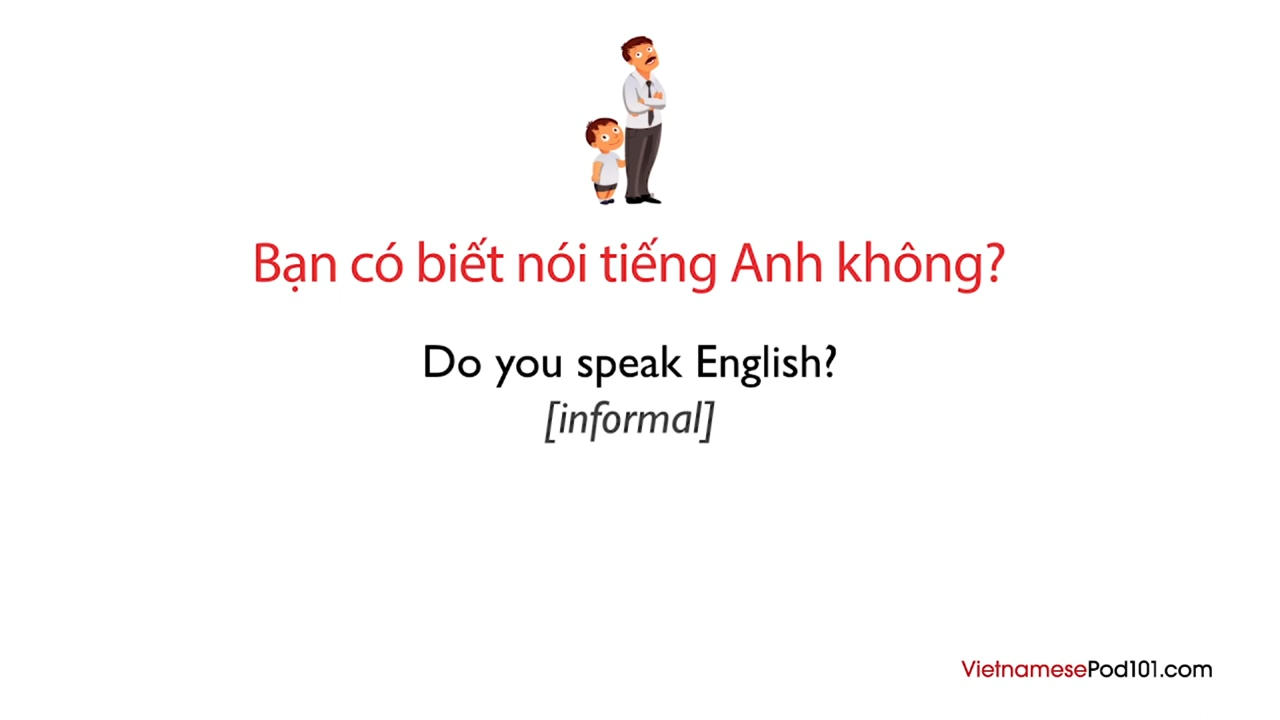 Bạn có biết nói tiếng Anh không?
Do you speak English?
[informal]
VietnamesePod101.com